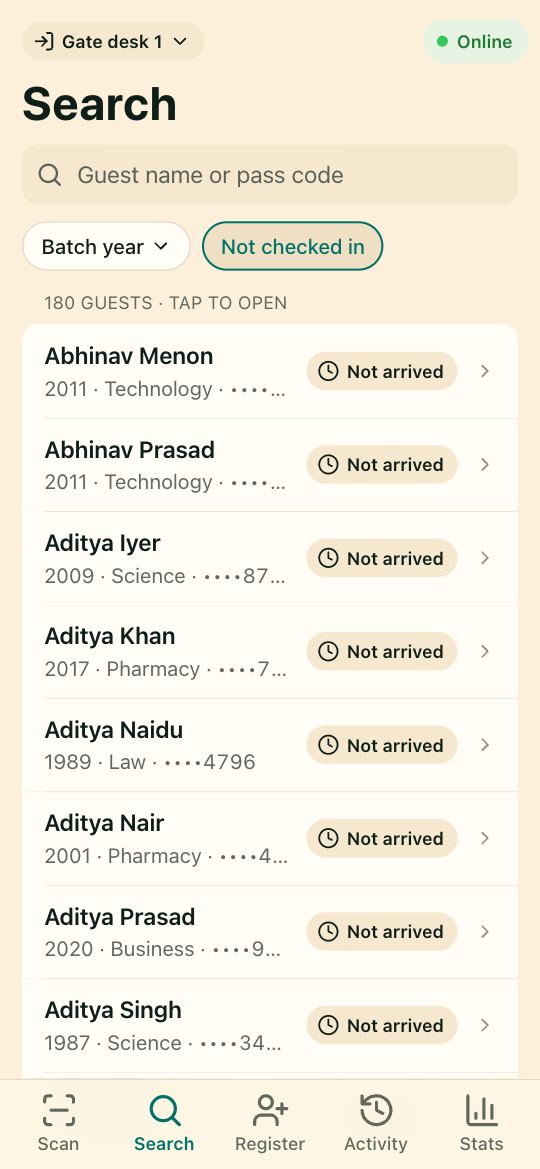 Gate desk 1
Online
Search
Guest name or pass code
Batch year
Not checked in
180 GUESTS · TAP TO OPEN
Abhinav Menon
2011 · Technology · ••••...
Not arrived
Abhinav Prasad
2011 · Technology · ••••...
Not arrived
Aditya Iyer
2009 · Science · ••••87...
Not arrived
Aditya Khan
2017 · Pharmacy · ••••7...
Not arrived
Aditya Naidu
1989 · Law · ••••4796
Not arrived
Aditya Nair
2001 · Pharmacy · ••••4...
Not arrived
Aditya Prasad
2020 · Business · ••••9...
Not arrived
Aditya Singh
1987 · Science · ••••34...
Not arrived
Scan
Search
Register
Activity
Stats